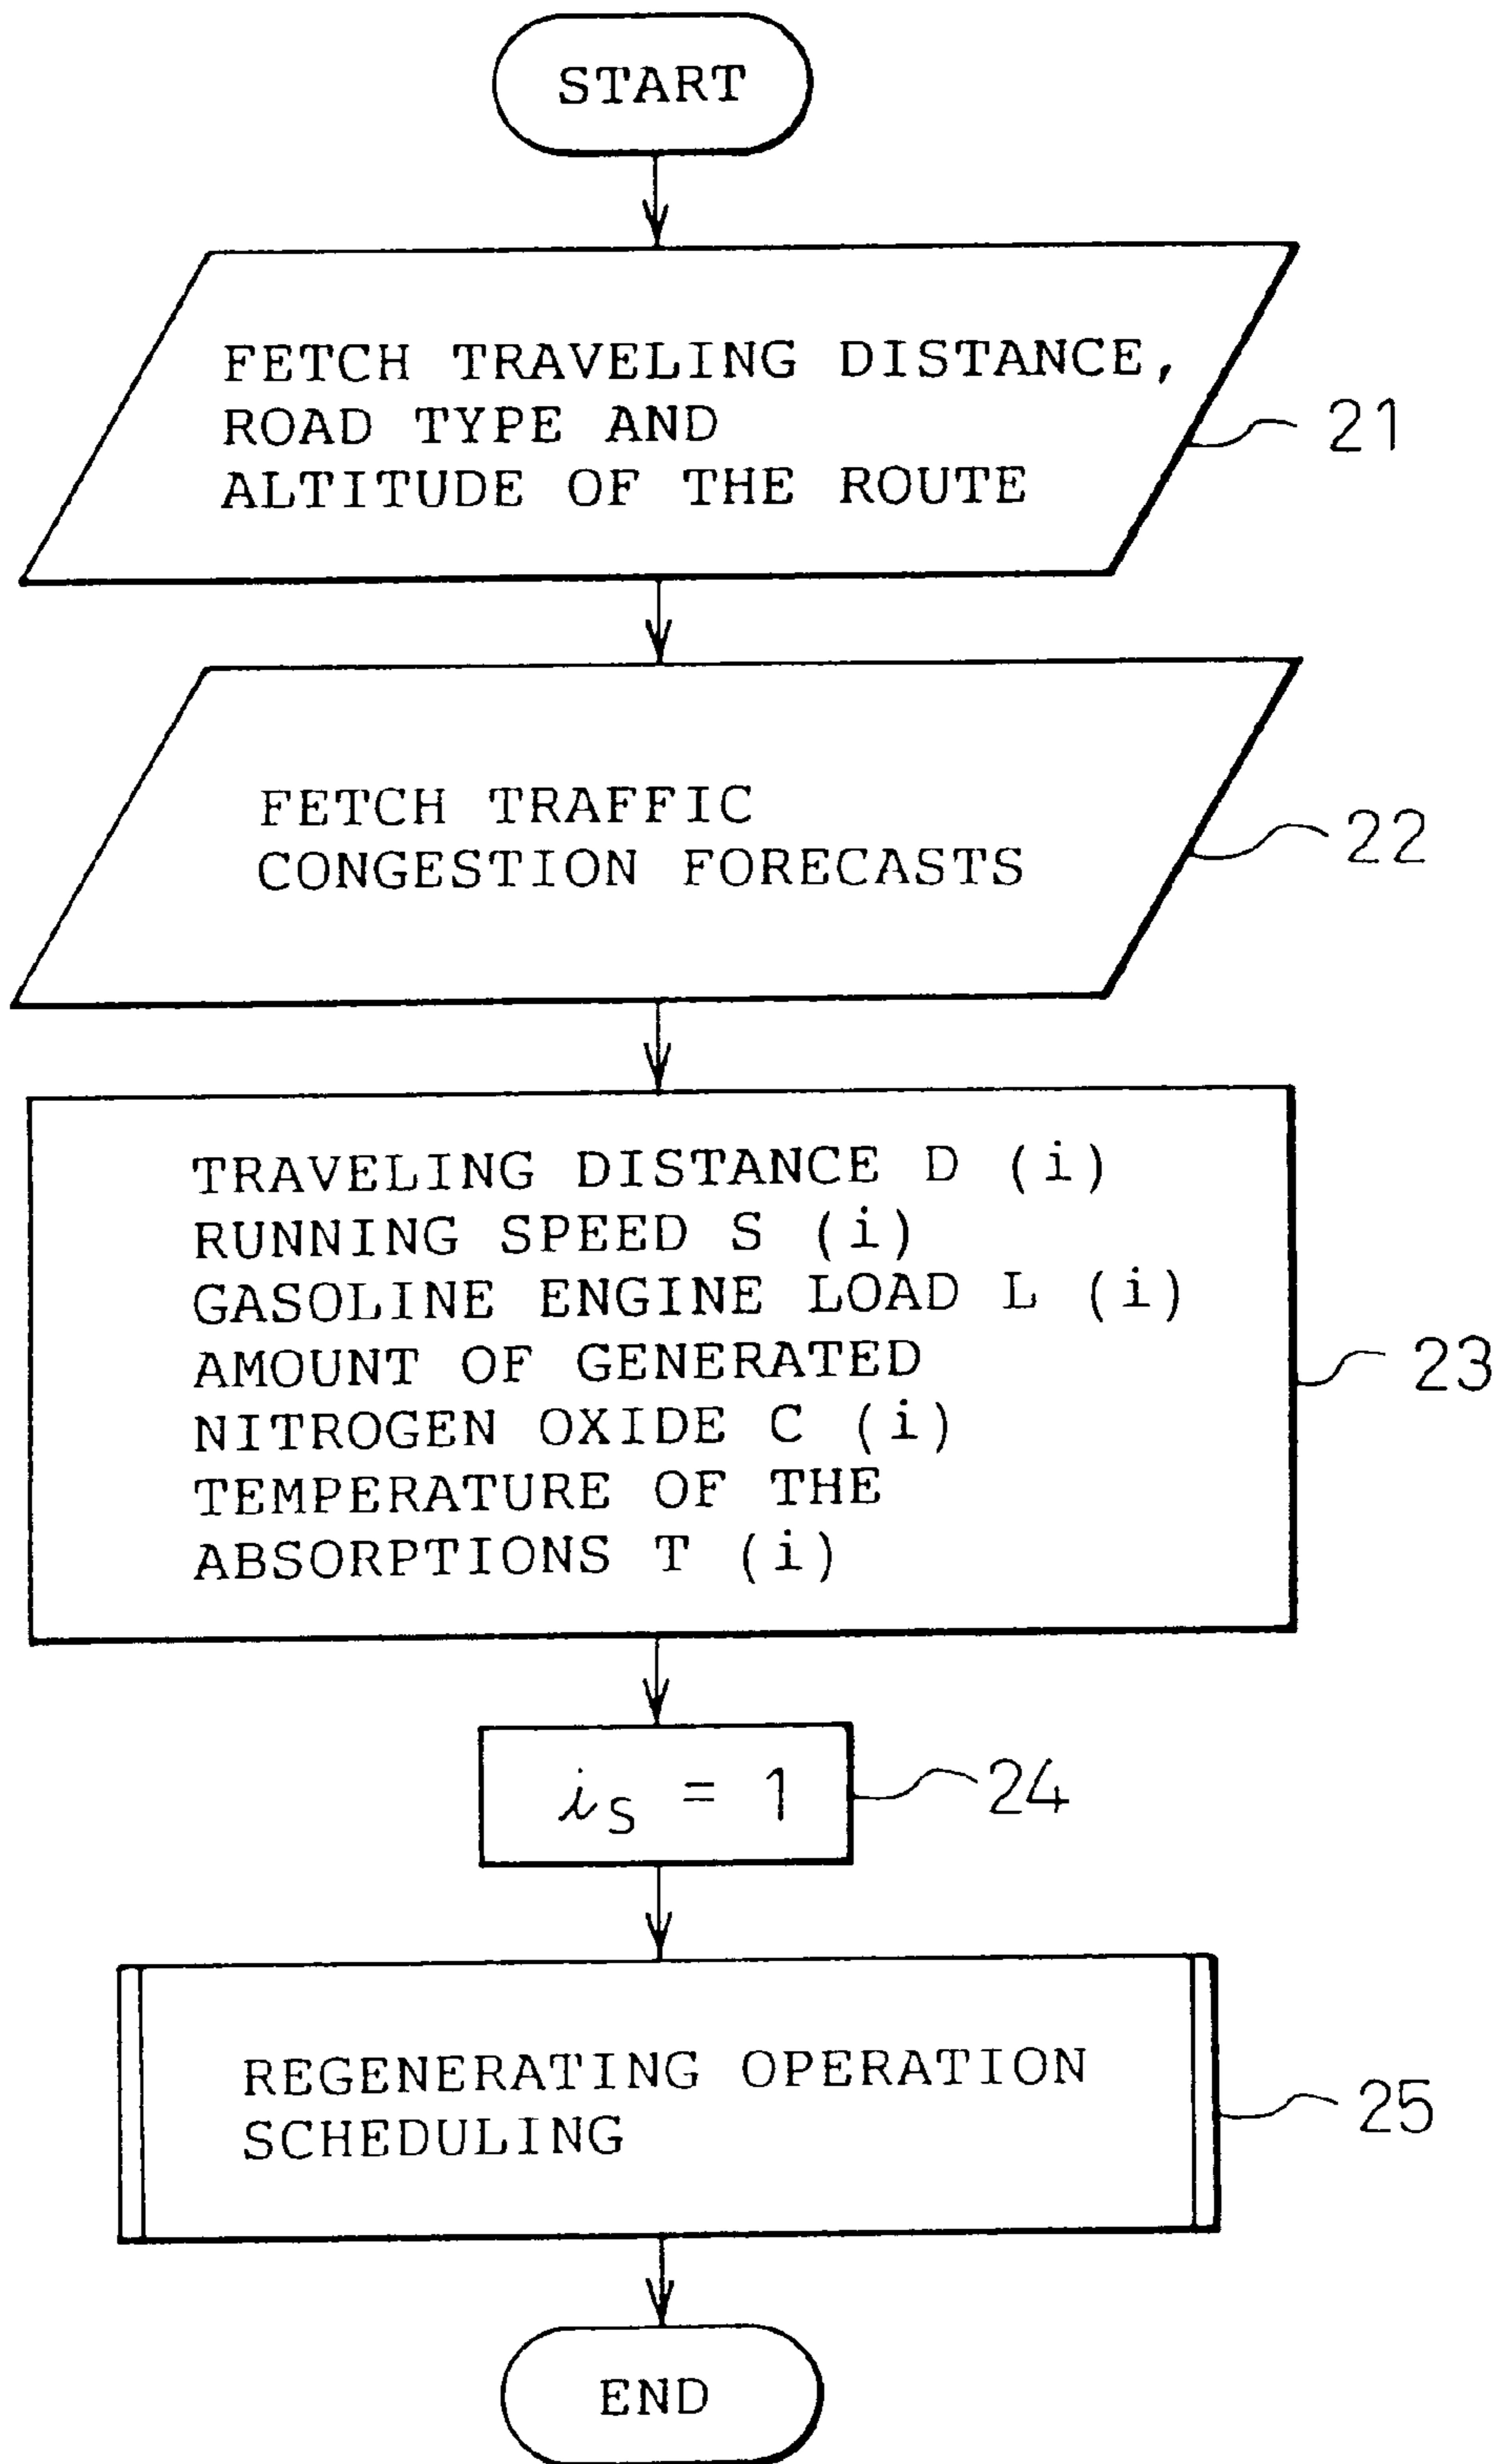 START
FETCH TRAVELING DISTANCE,
ROAD TYPE AND
ALTITUDE OF THE ROUTE
21
FETCH TRAFFIC
CONGESTION FORECASTS
22
TRAVELING DISTANCE D (i)
RUNNING SPEED S (i)
GASOLINE ENGINE LOAD L (i)
AMOUNT OF GENERATED
NITROGEN OXIDE C (i)
TEMPERATURE OF THE
ABSORPTIONS T (i)
23
iS = 1
24
REGENERATING OPERATION
SCHEDULING
25
END